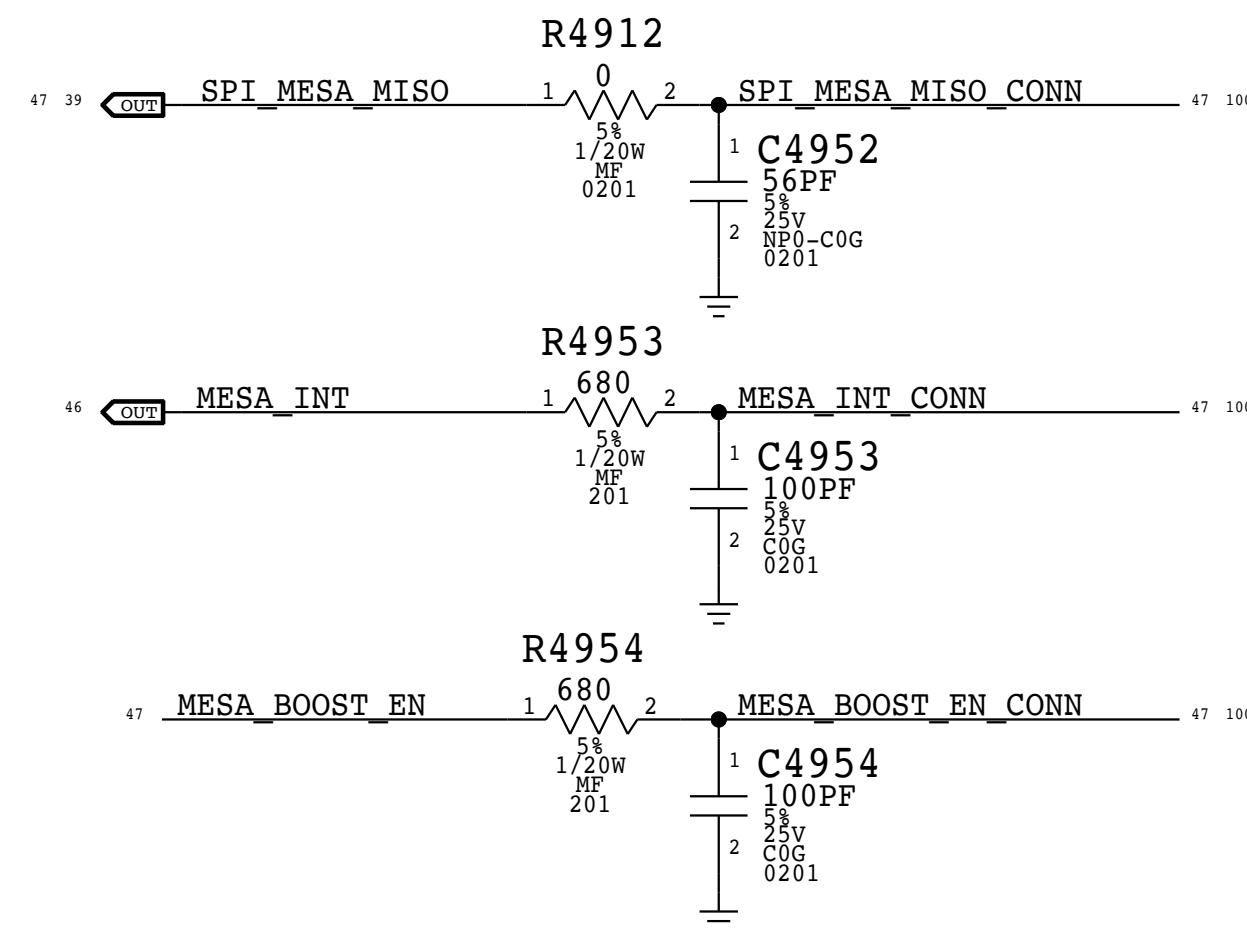 R4912
0
47 39 OUT SPI_MESA_MISO 1 2 SPI_MESA_MISO_CONN 47 100
5%
1/20W
MF
0201
1 C4952
56PF
5%
25V
2 NP0-C0G
0201
R4953
680
46 OUT MESA_INT 1 2 MESA_INT_CONN 47 100
5%
1/20W
MF
201
1 C4953
100PF
5%
25V
2 C0G
0201
R4954
680
47 MESA_BOOST_EN 1 2 MESA_BOOST_EN_CONN 47 100
5%
1/20W
MF
201
1 C4954
100PF
5%
25V
2 C0G
0201